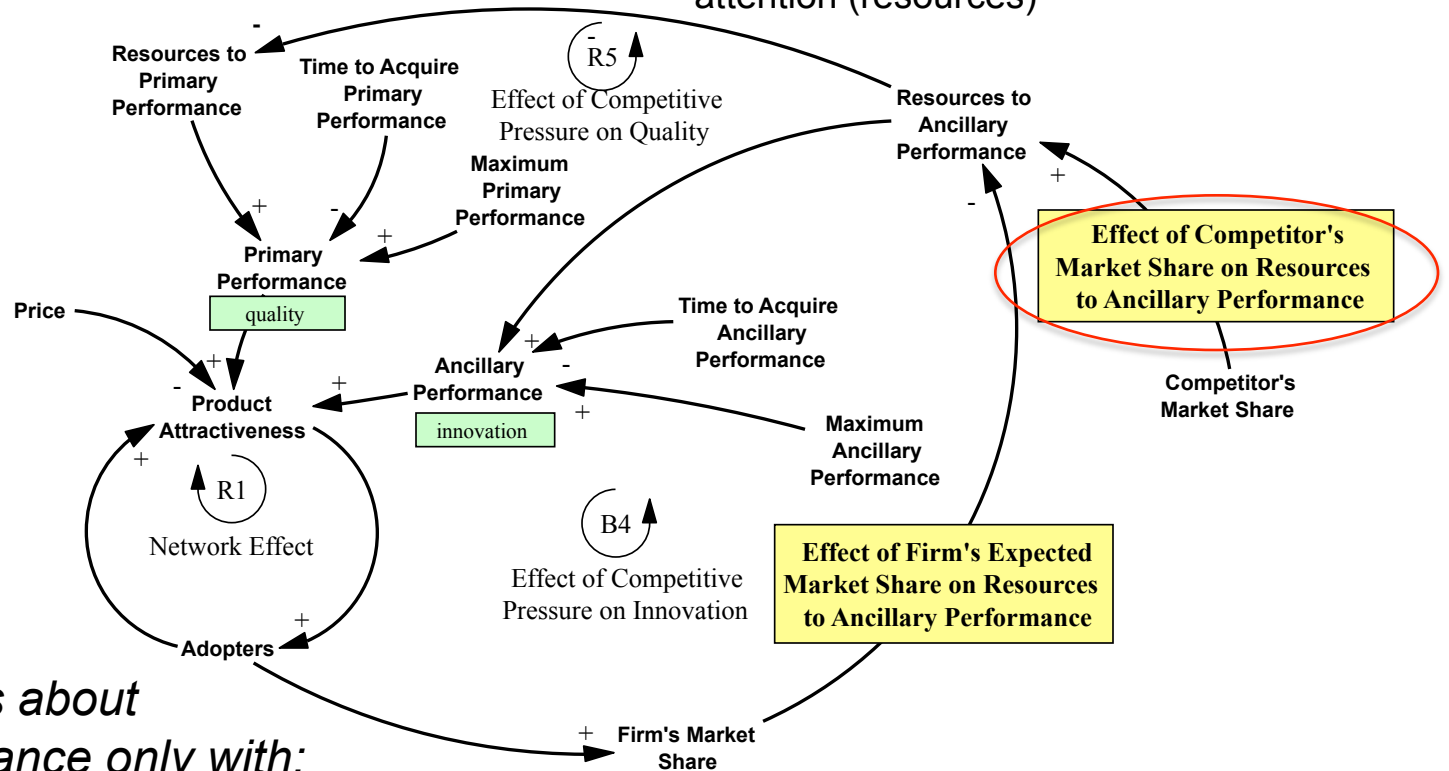 attention (resources)
-
Resources to
Primary
Performance
Time to Acquire
Primary
Performance
-
R5
Effect of Competitive
Pressure on Quality
Resources to
Ancillary
Performance
Maximum
Primary
Performance
+
-
+
+
-
Effect of Competitor's
Market Share on Resources
to Ancillary Performance
Primary
Performance
quality
Price
Time to Acquire
Ancillary
Performance
+
-
+
-
Ancillary
Performance
innovation
+
+
Product
Attractiveness
Competitor's
Market Share
Maximum
Ancillary
Performance
+
R1
Network Effect
B4
Effect of Competitive
Pressure on Innovation
Effect of Firm's Expected
Market Share on Resources
to Ancillary Performance
+
Adopters
s about
ance only with:
+
Firm's Market
Share